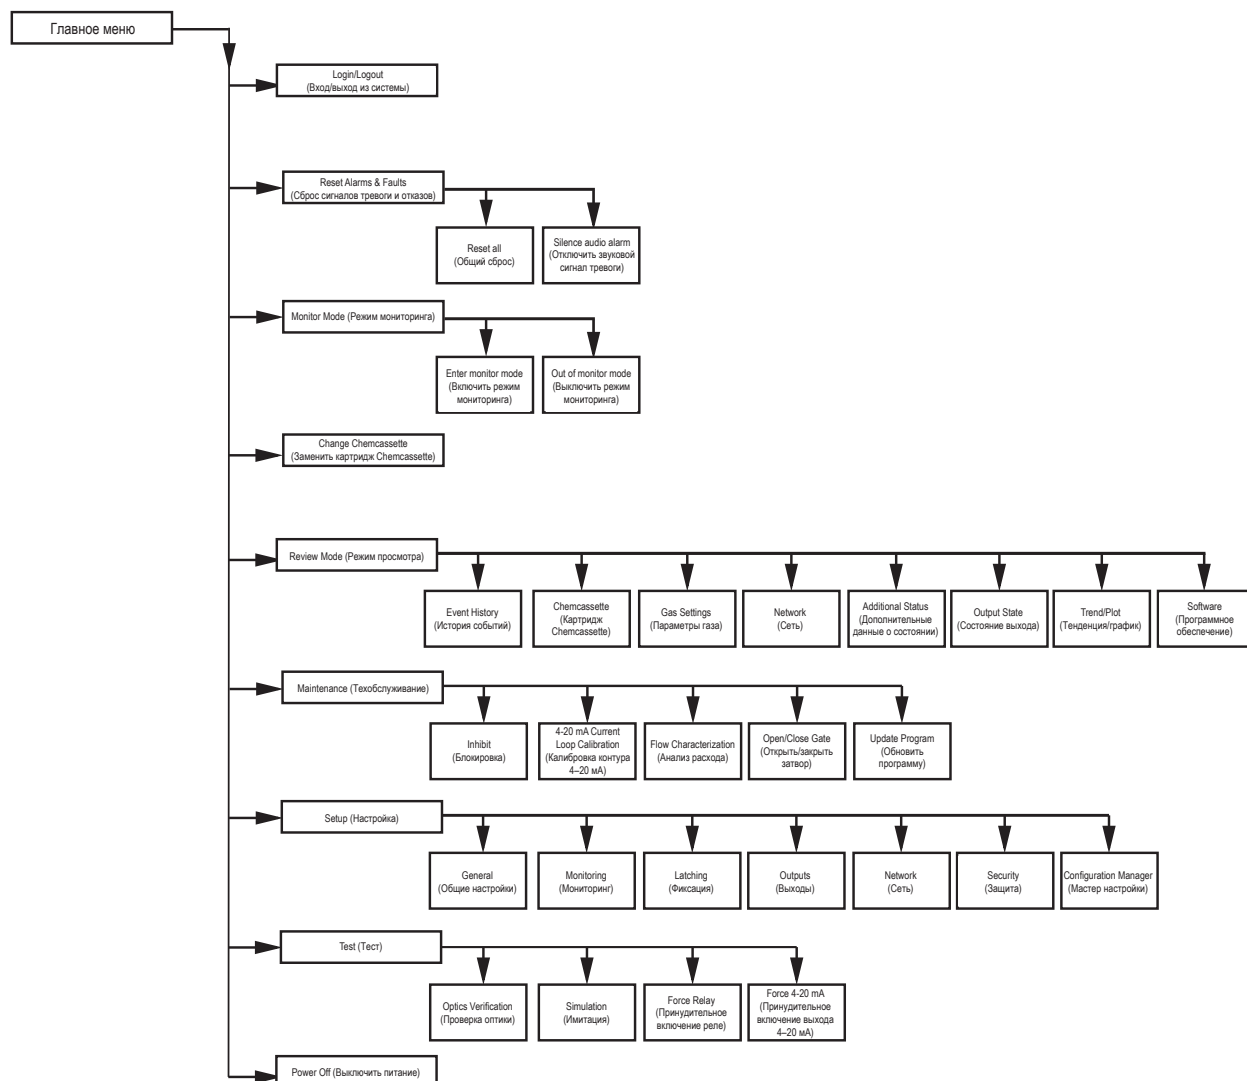 Главное меню
Login/Logout
(Вход/выход из системы)
Reset Alarms & Faults
(Сброс сигналов тревоги и отказов)
Reset all
(Общий сброс)
Silence audio alarm
(Отключить звуковой
сигнал тревоги)
Monitor Mode (Режим мониторинга)
Enter monitor mode
(Включить режим
мониторинга)
Out of monitor mode
(Выключить режим
мониторинга)
Change Chemcassette
(Заменить картридж Chemcassette)
Review Mode (Режим просмотра)
Event History
(История событий)
Chemcassette
(Картридж
Chemcassette)
Gas Settings
(Параметры газа)
Network
(Сеть)
Additional Status
(Дополнительные
данные о состоянии)
Output State
(Состояние выхода)
Trend/Plot
(Тенденция/график)
Software
(Программное
обеспечение)
Maintenance (Техобслуживание)
Inhibit
(Блокировка)
4-20 mA Current
Loop Calibration
(Калибровка контура
4–20 мА)
Flow Characterization
(Анализ расхода)
Open/Close Gate
(Открыть/закрыть
затвор)
Update Program
(Обновить
программу)
Setup (Настройка)
General
(Общие настройки)
Monitoring
(Мониторинг)
Latching
(Фиксация)
Outputs
(Выходы)
Network
(Сеть)
Security
(Защита)
Configuration Manager
(Мастер настройки)
Test (Тест)
Optics Verification
(Проверка оптики)
Simulation
(Имитация)
Force Relay
(Принудительное
включение реле)
Force 4-20 mA
(Принудительное
включение выхода
4–20 мА)
Power Off (Выключить питание)